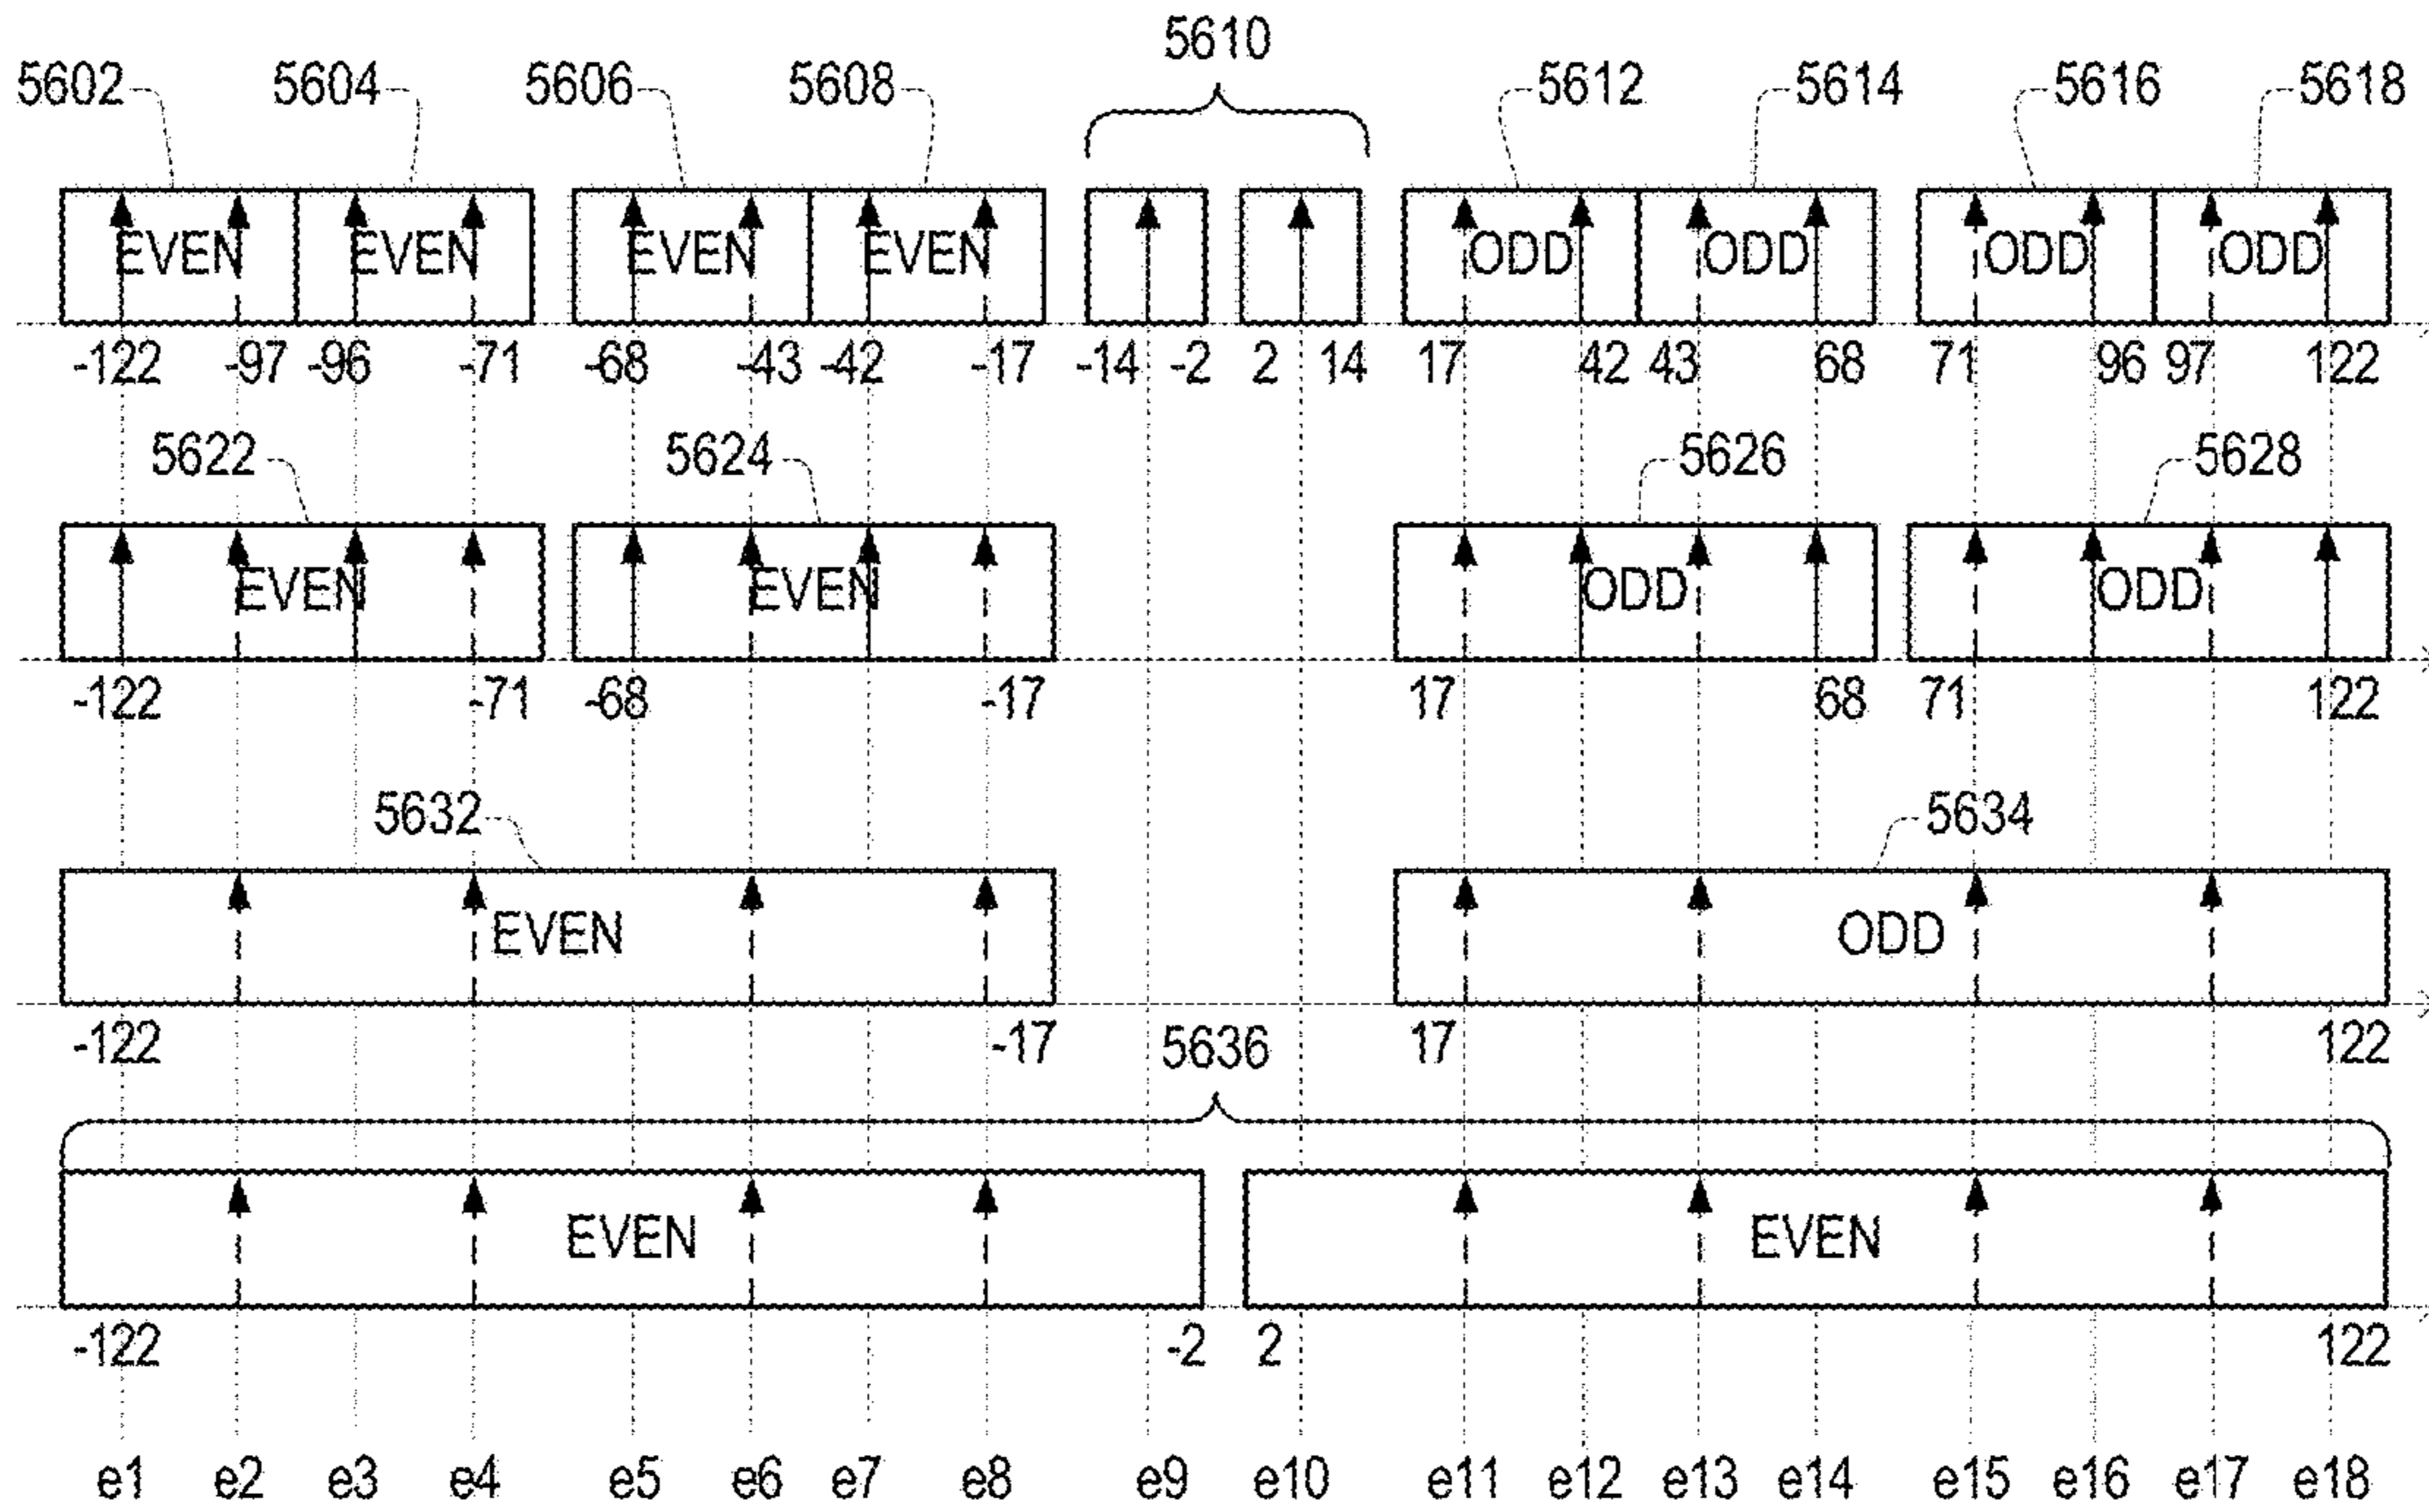 5610
5602 5604 5606 5608 5612 5614 5616 5618
EVEN EVEN EVEN EVEN ODD ODD ODD ODD
-122 -97 -96 -71 -68 -43 -42 -17 -14 -2 2 14 17 42 43 68 71 96 97 122
5622 5624 5626 5628
EVEN EVEN ODD ODD
-122 -71 -68 -17 17 68 71 122
5632 5634
EVEN ODD
-122 -17 5636 17 122
EVEN EVEN
-122 -2 2 122
e1 e2 e3 e4 e5 e6 e7 e8 e9 e10 e11 e12 e13 e14 e15 e16 e17 e18